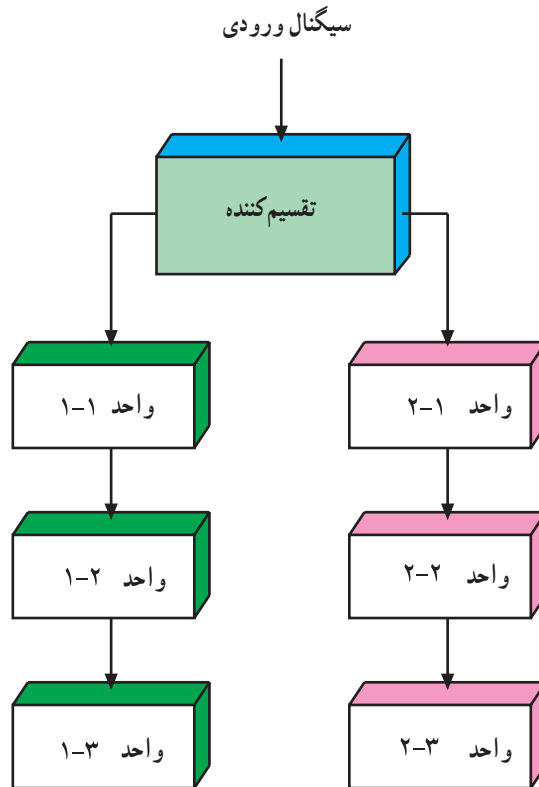 سیگنال ورودی
تقسیم‌کننده
واحد ۱-۱
واحد ۱-۲
واحد ۲-۱
واحد ۲-۲
واحد ۳-۱
واحد ۳-۲